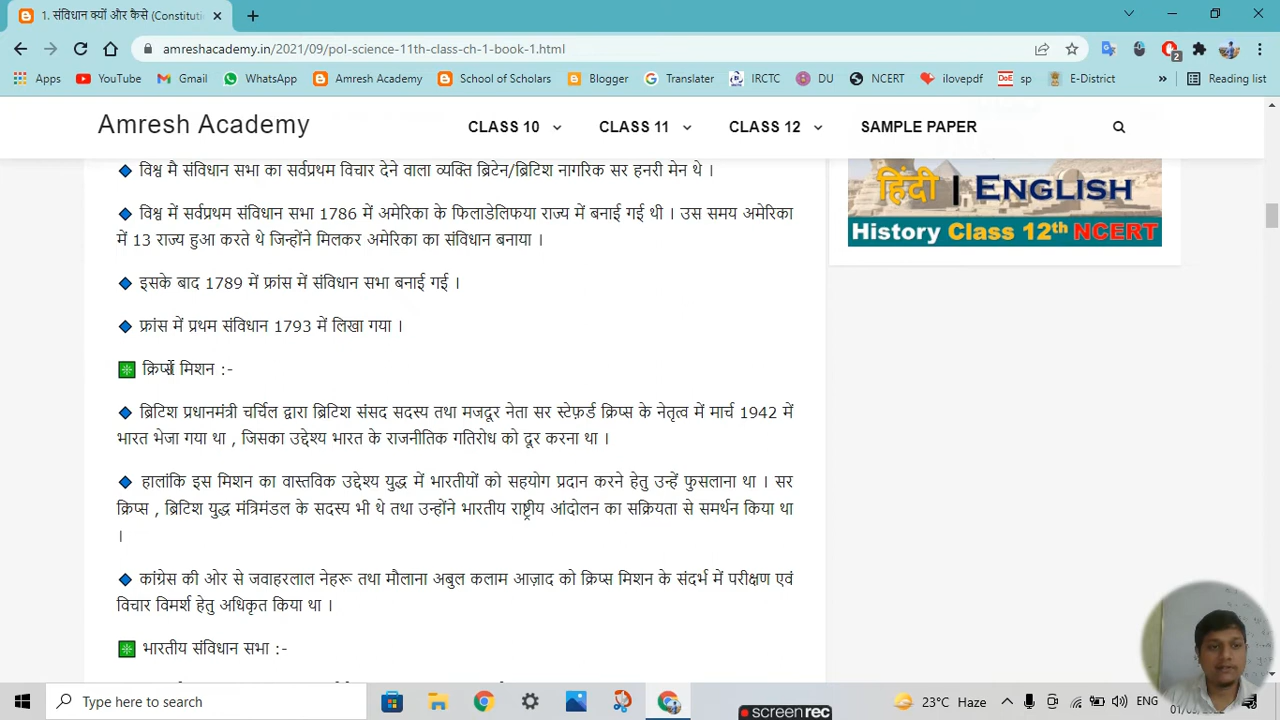 1. संविधान क्यों और कैसे (Constituti
amreshacademy.in/2021/09/pol-science-11th-class-ch-1-book-1.html
2
Apps YouTube Gmail WhatsApp Amresh Academy School of Scholars Blogger Translater IRCTC DU NCERT ilovepdf DoE sp E-District » Reading list
Amresh Academy CLASS 10 CLASS 11 CLASS 12 SAMPLE PAPER
विश्व मै संविधान सभा का सर्वप्रथम विचार देने वाला व्यक्ति ब्रिटेन/ब्रिटिश नागरिक सर हनरी मेन थे ।
विश्व में सर्वप्रथम संविधान सभा 1786 में अमेरिका के फिलाडेलिफया राज्य में बनाई गई थी । उस समय अमेरिका
में 13 राज्य हुआ करते थे जिन्होंने मिलकर अमेरिका का संविधान बनाया ।
इसके बाद 1789 में फ्रांस में संविधान सभा बनाई गई ।
फ्रांस में प्रथम संविधान 1793 में लिखा गया ।
क्रिप्स मिशन :-
ब्रिटिश प्रधानमंत्री चर्चिल द्वारा ब्रिटिश संसद सदस्य तथा मजदूर नेता सर स्टेफ़र्ड क्रिप्स के नेतृत्व में मार्च 1942 में
भारत भेजा गया था , जिसका उद्देश्य भारत के राजनीतिक गतिरोध को दूर करना था ।
हालांकि इस मिशन का वास्तविक उद्देश्य युद्ध में भारतीयों को सहयोग प्रदान करने हेतु उन्हें फुसलाना था । सर
क्रिप्स , ब्रिटिश युद्ध मंत्रिमंडल के सदस्य भी थे तथा उन्होंने भारतीय राष्ट्रीय आंदोलन का सक्रियता से समर्थन किया था
।
कांग्रेस की ओर से जवाहरलाल नेहरू तथा मौलाना अबुल कलाम आज़ाद को क्रिप्स मिशन के संदर्भ में परीक्षण एवं
विचार विमर्श हेतु अधिकृत किया था ।
भारतीय संविधान सभा :-
हिंदी | ENGLISH
History Class 12th NCERT
Type here to search
23°C Haze ENG
screen rec